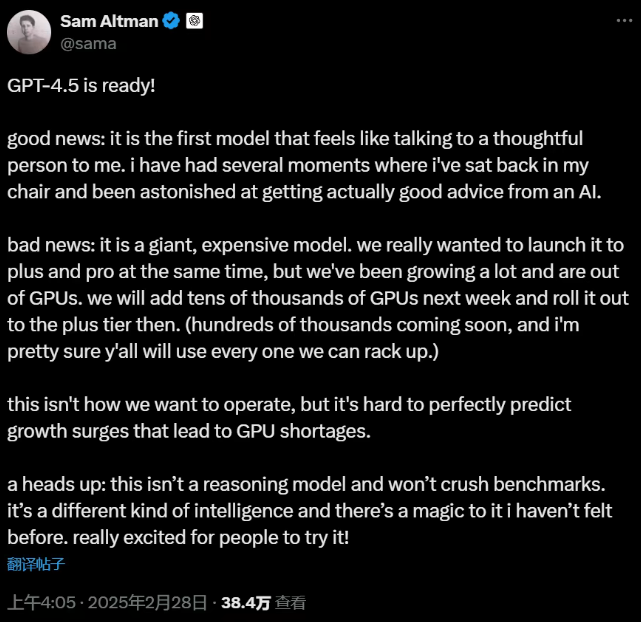 Sam Altman
@sama
GPT-4.5 is ready!
good news: it is the first model that feels like talking to a thoughtful
person to me. i have had several moments where i've sat back in my
chair and been astonished at getting actually good advice from an AI.
bad news: it is a giant, expensive model. we really wanted to launch it to
plus and pro at the same time, but we've been growing a lot and are out
of GPUs. we will add tens of thousands of GPUs next week and roll it out
to the plus tier then. (hundreds of thousands coming soon, and i'm
pretty sure y'all will use every one we can rack up.)
this isn't how we want to operate, but it's hard to perfectly predict
growth surges that lead to GPU shortages.
a heads up: this isn’t a reasoning model and won’t crush benchmarks.
it’s a different kind of intelligence and there’s a magic to it i haven’t felt
before. really excited for people to try it!
翻译帖子
上午4:05 · 2025年2月28日 · 38.4万 查看